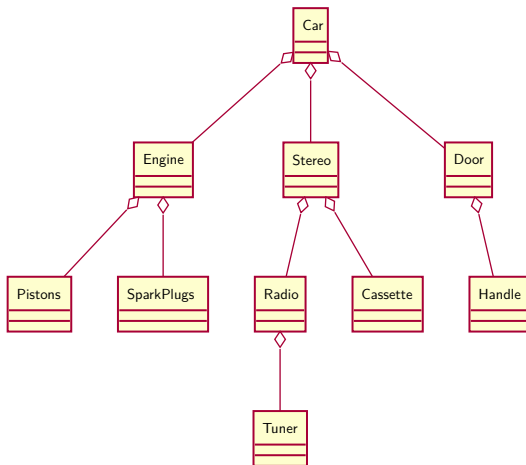 Car
Engine
Stereo
Door
Pistons
SparkPlugs
Radio
Cassette
Handle
Tuner